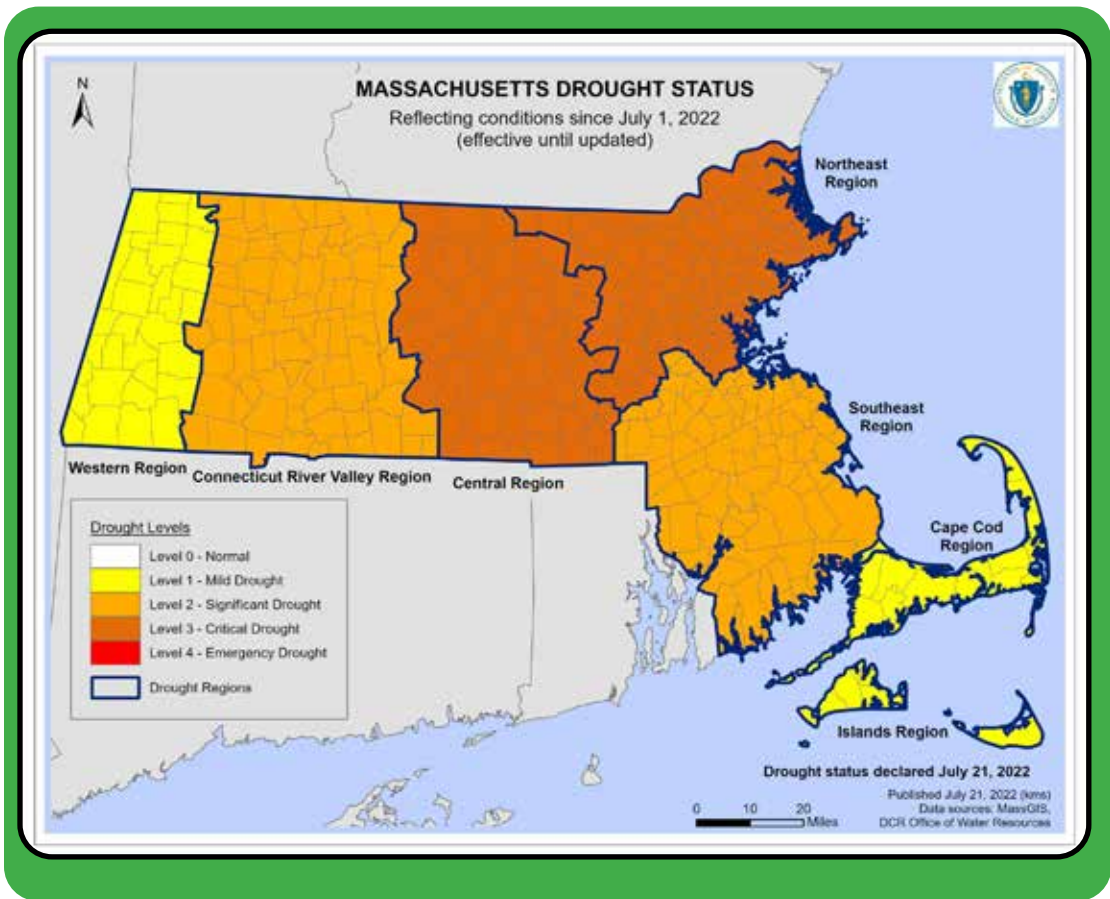 N
MASSACHUSETTS DROUGHT STATUS
Reflecting conditions since July 1, 2022
(effective until updated)
Northeast
Region
Southeast
Region
Cape Cod
Region
Western Region
Connecticut River Valley Region
Central Region
Drought Levels
Level 0 - Normal
Level 1 - Mild Drought
Level 2 - Significant Drought
Level 3 - Critical Drought
Level 4 - Emergency Drought
Drought Regions
Islands Region
Drought status declared July 21, 2022
Published July 21, 2022 (kms)
Data sources: MassGIS,
DCR Office of Water Resources
0 10 20
Miles